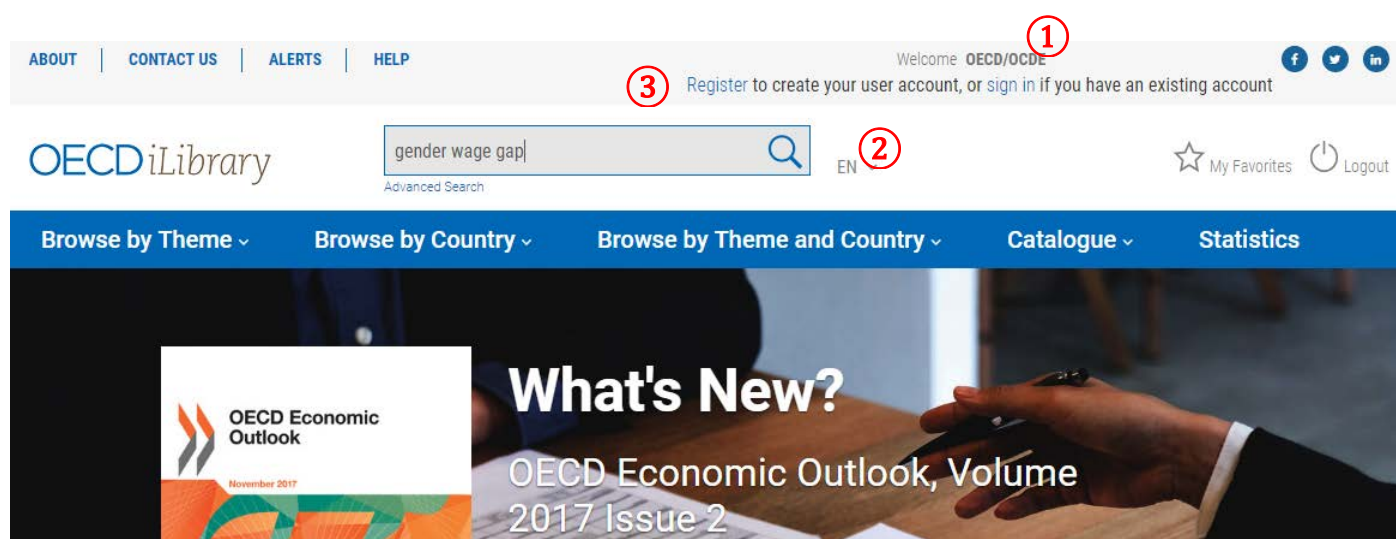 ①
ABOUT CONTACT US ALERTS HELP Welcome OECD/OCDE
③ Register to create your user account, or sign in if you have an existing account
OECDiLibrary gender wage gap EN ② My Favorites Logout
Advanced Search
Browse by Theme Browse by Country Browse by Theme and Country Catalogue Statistics
What's New?
OECD Economic
Outlook
November 2017
OECD Economic Outlook, Volume
2017 Issue 2